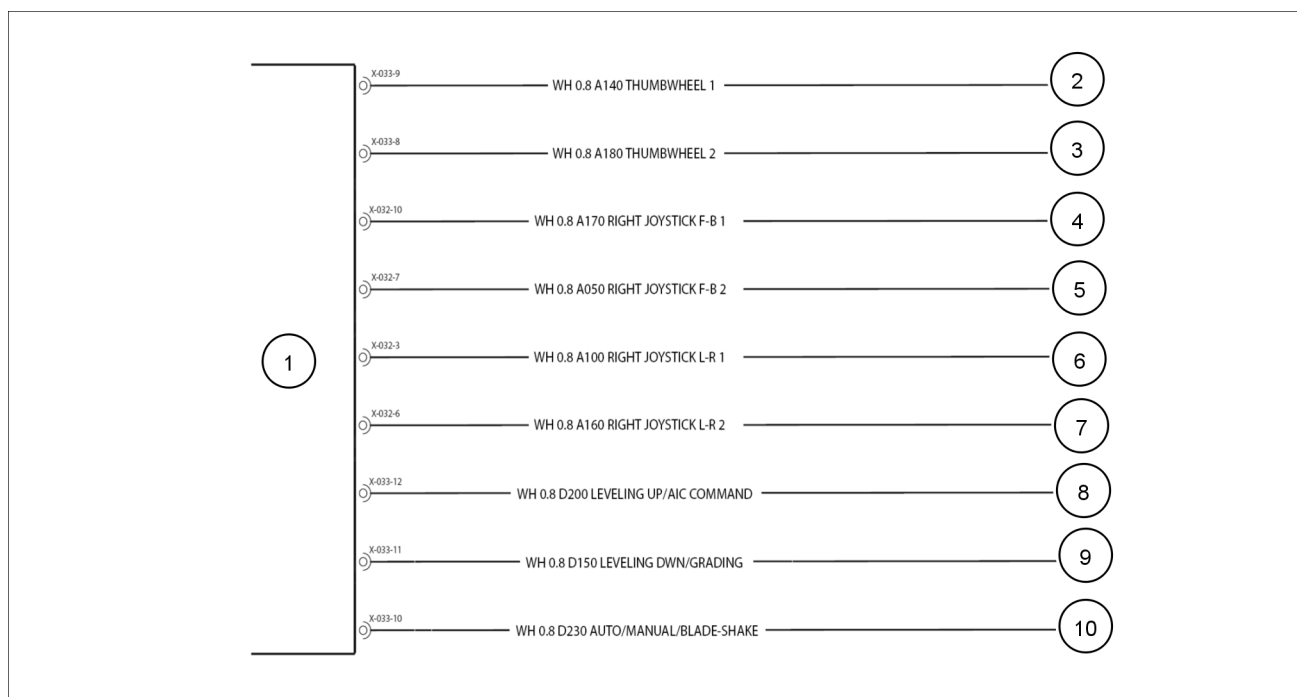 X-033-9 WH 0.8 A140 THUMBWHEEL 1 2
X-033-8 WH 0.8 A180 THUMBWHEEL 2 3
X-032-10 WH 0.8 A170 RIGHT JOYSTICK F-B 1 4
X-032-7 WH 0.8 A050 RIGHT JOYSTICK F-B 2 5
1
X-032-3 WH 0.8 A100 RIGHT JOYSTICK L-R 1 6
X-032-6 WH 0.8 A160 RIGHT JOYSTICK L-R 2 7
X-033-12 WH 0.8 D200 LEVELING UP/AIC COMMAND 8
X-033-11 WH 0.8 D150 LEVELING DWN/GRADING 9
X-033-10 WH 0.8 D230 AUTO/MANUAL/BLADE-SHAKE 10